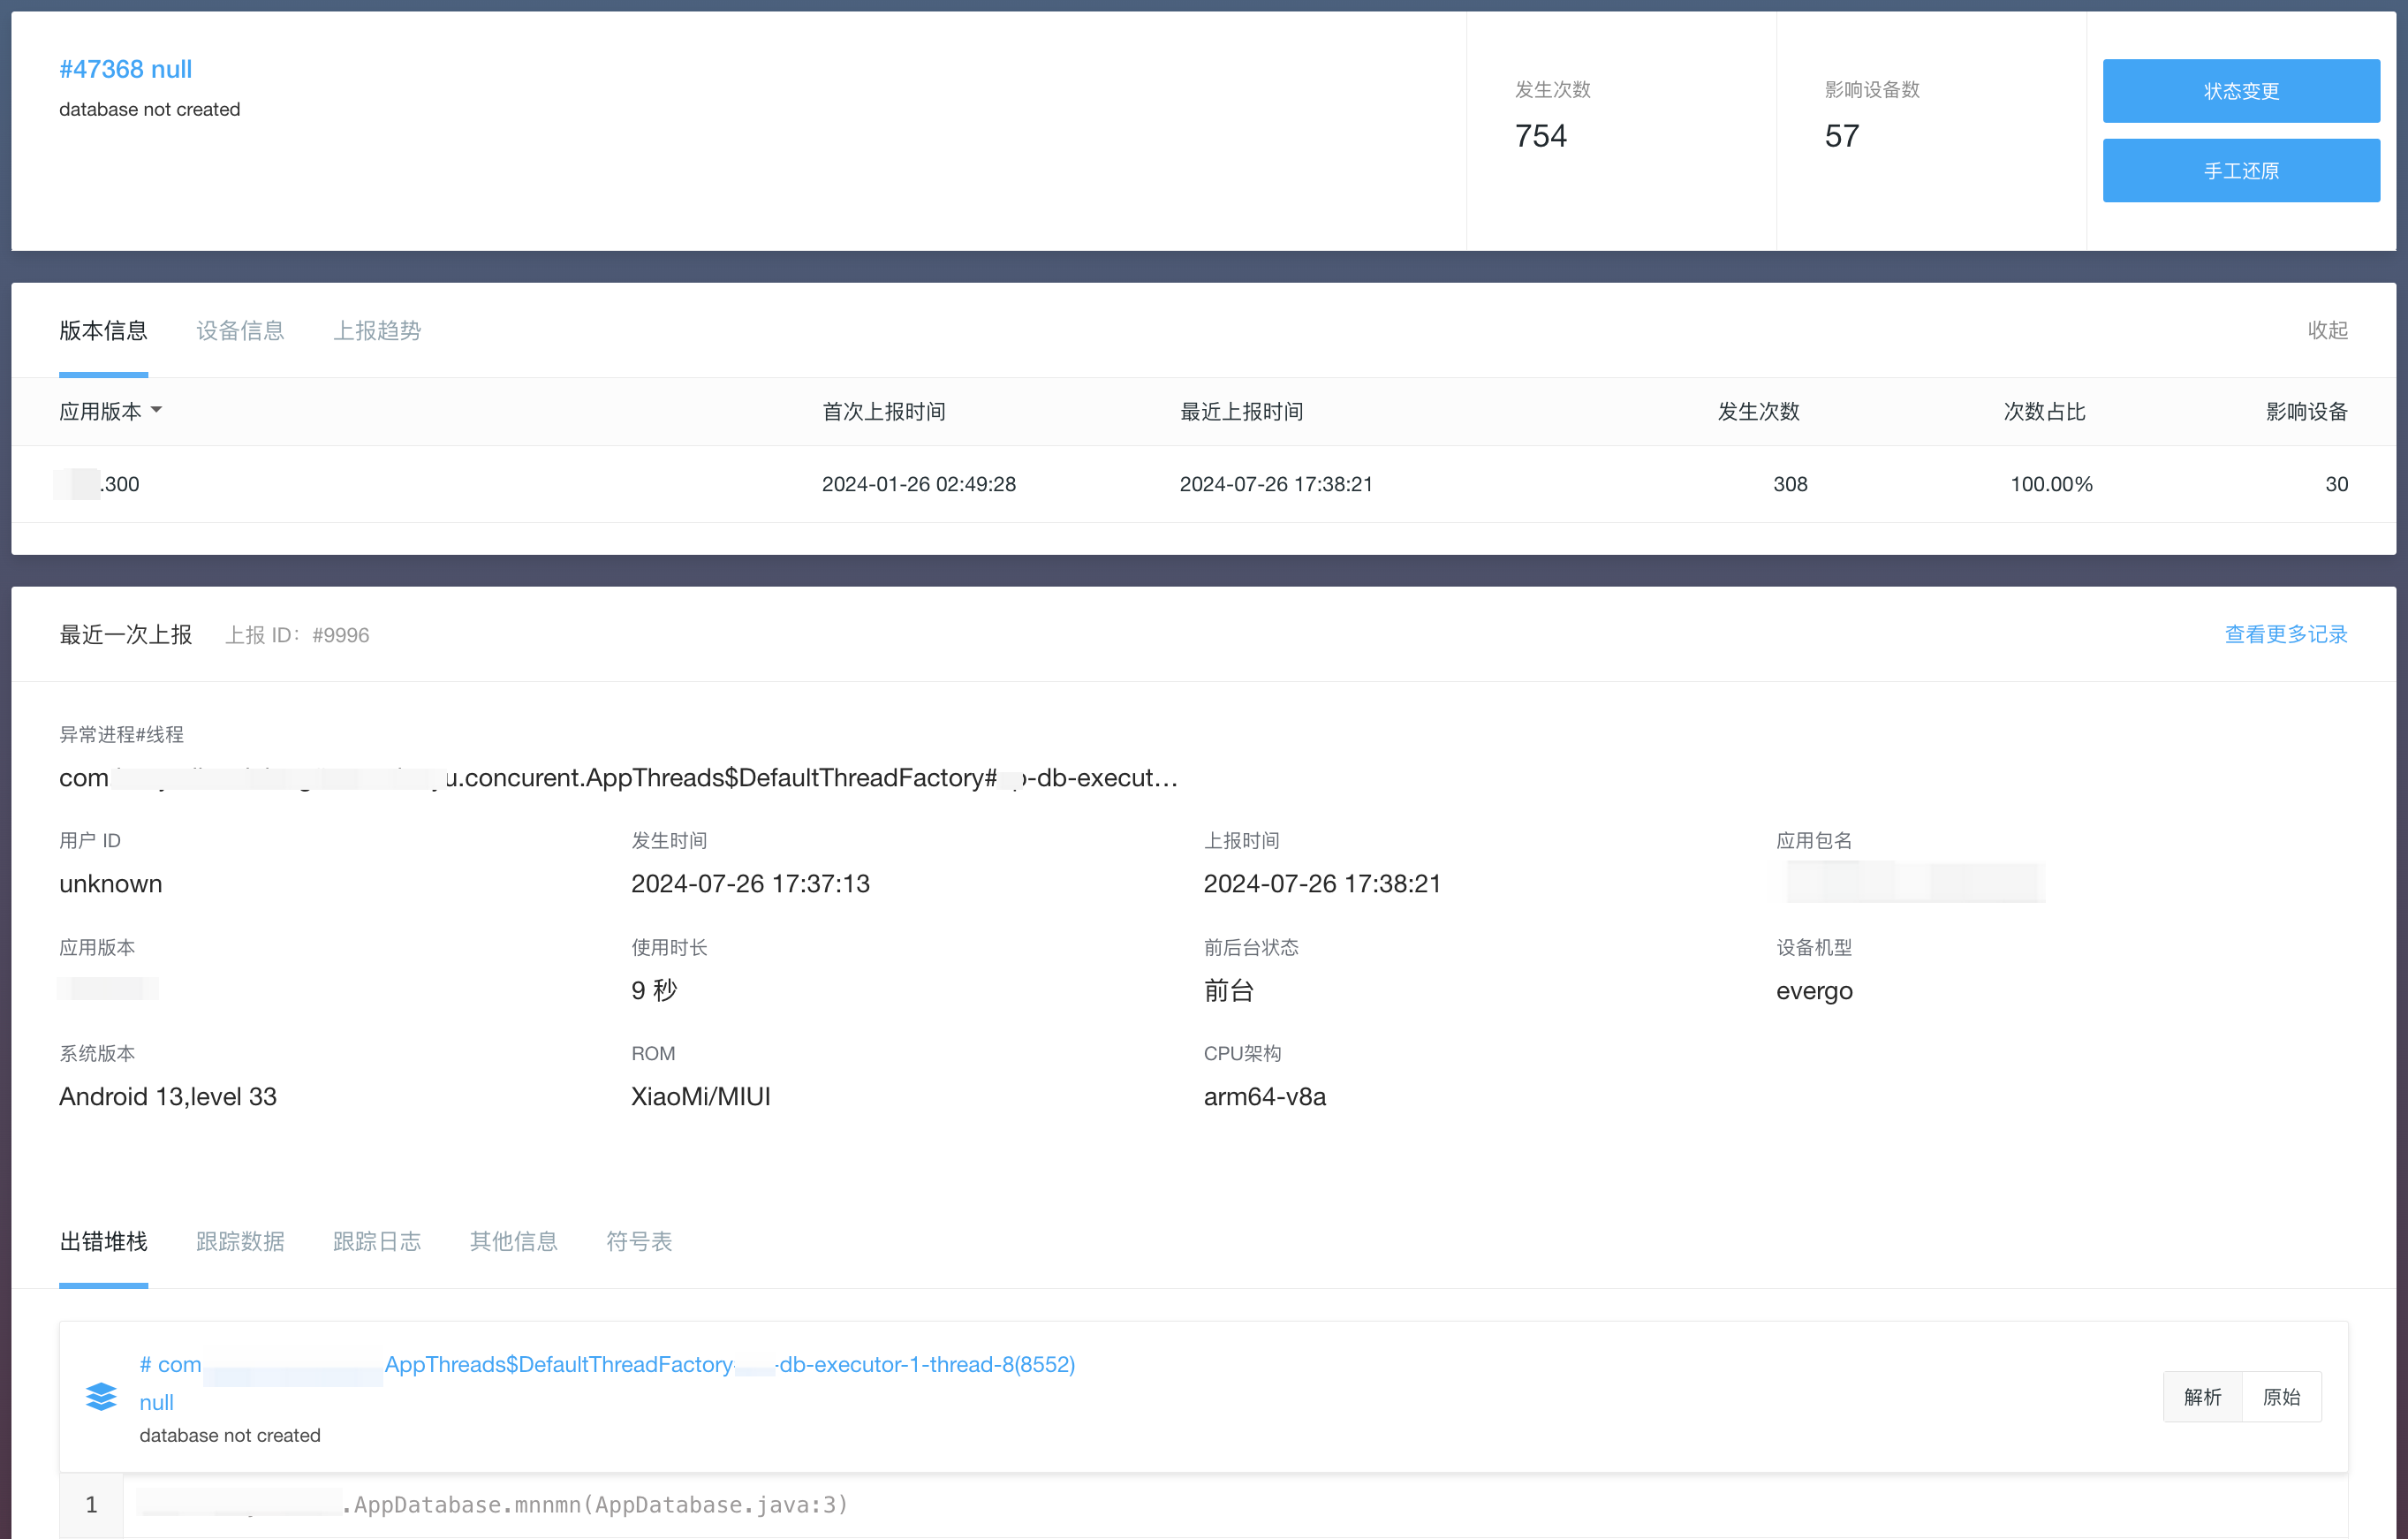 #47368 null
database not created
发生次数
754
影响设备数
57
状态变更
手工还原
版本信息 设备信息 上报趋势 收起
应用版本 首次上报时间 最近上报时间 发生次数 次数占比 影响设备
.300 2024-01-26 02:49:28 2024-07-26 17:38:21 308 100.00% 30
最近一次上报 上报 ID：#9996 查看更多记录
异常进程#线程
com u.concurent.AppThreads$DefaultThreadFactory# -db-execut…
用户 ID 发生时间 上报时间 应用包名
unknown 2024-07-26 17:37:13 2024-07-26 17:38:21
应用版本 使用时长 前后台状态 设备机型
9 秒 前台 evergo
系统版本 ROM CPU架构
Android 13,level 33 XiaoMi/MIUI arm64-v8a
出错堆栈 跟踪数据 跟踪日志 其他信息 符号表
# com AppThreads$DefaultThreadFactory -db-executor-1-thread-8(8552)
null
database not created
解析 原始
1 .AppDatabase.mnmn(AppDatabase.java:3)